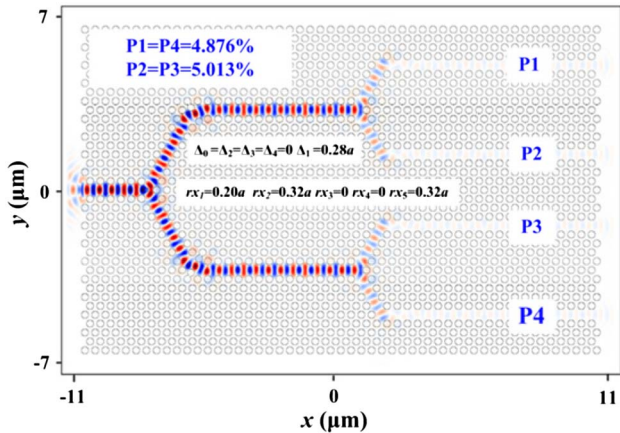 7
P1=P4=4.876%
P2=P3=5.013%
P1
Δ₀ =Δ₂=Δ₃=Δ₄=0 Δ₁ =0.28a
P2
y (μm)
0
rx₁=0.20a rx₂=0.32a rx₃=0 rx₄=0 rx₅=0.32a
P3
P4
-7
-11
0
11
x (μm)